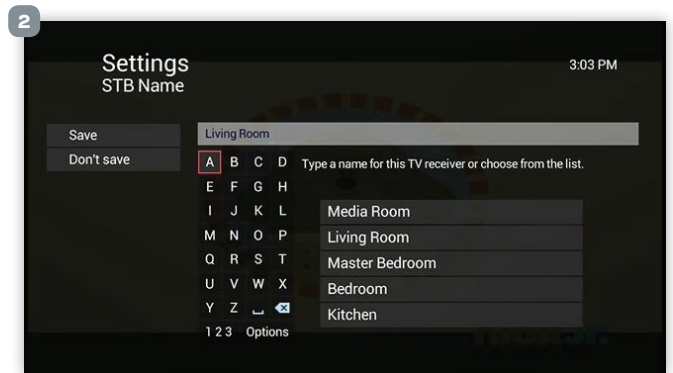 2
Settings
STB Name
3:03 PM
Save
Don't save
Living Room
A B C D
E F G H
I J K L
M N O P
Q R S T
U V W X
Y Z
1 2 3 Options
Type a name for this TV receiver or choose from the list.
Media Room
Living Room
Master Bedroom
Bedroom
Kitchen